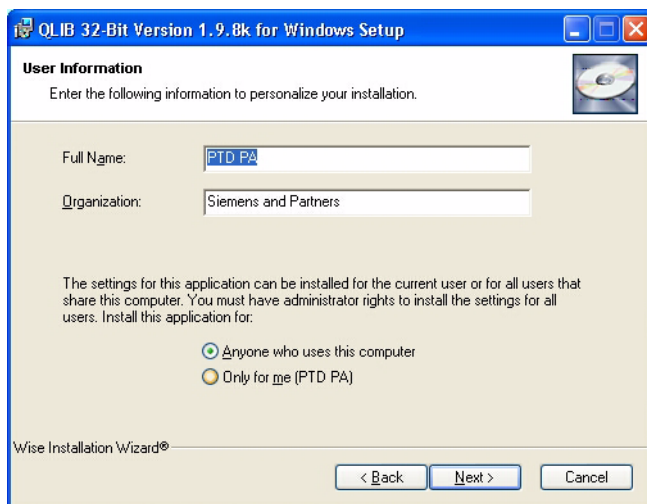 QLIB 32-Bit Version 1.9.8k for Windows Setup
User Information
Enter the following information to personalize your installation.
Full Name: PTD PA
Organization: Siemens and Partners
The settings for this application can be installed for the current user or for all users that
share this computer. You must have administrator rights to install the settings for all
users. Install this application for:
Anyone who uses this computer
Only for me (PTD PA)
Wise Installation Wizard®
< Back Next > Cancel